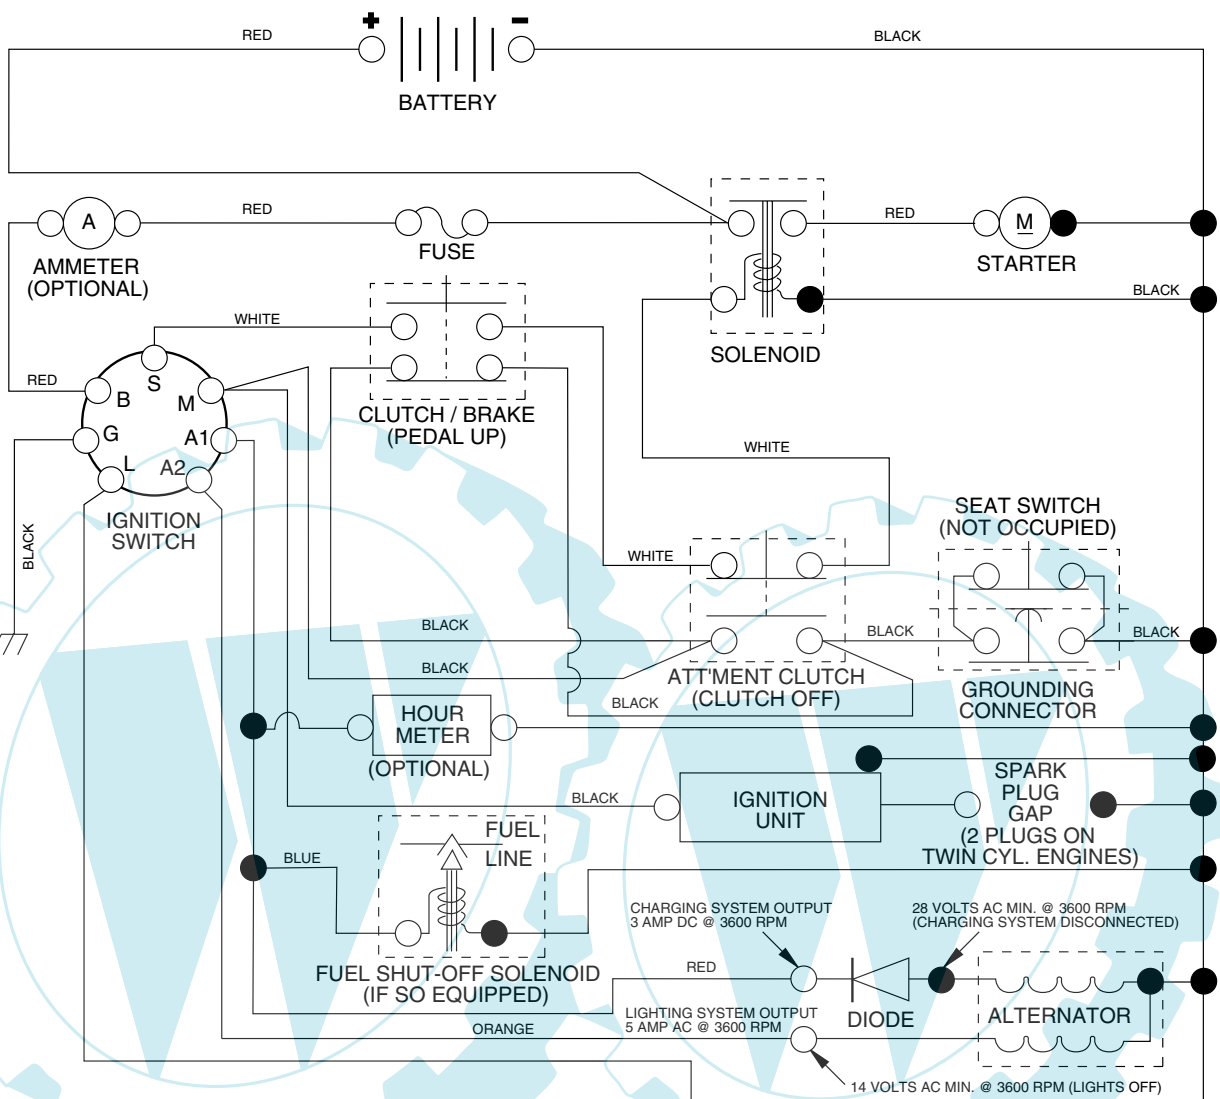 + -
RED
BLACK
BATTERY
A
RED
FUSE
RED
M
STARTER
AMMETER
(OPTIONAL)
BLACK
SOLENOID
WHITE
CLUTCH / BRAKE
(PEDAL UP)
RED
S
B
M
G
A1
L
A2
IGNITION
SWITCH
BLACK
WHITE
WHITE
SEAT SWITCH
(NOT OCCUPIED)
BLACK
BLACK
BLACK
BLACK
BLACK
ATT'MENT CLUTCH
(CLUTCH OFF)
GROUNDING
CONNECTOR
HOUR
METER
(OPTIONAL)
BLACK
IGNITION
UNIT
SPARK
PLUG
GAP
(2 PLUGS ON
TWIN CYL. ENGINES)
FUEL
LINE
BLUE
FUEL SHUT-OFF SOLENOID
(IF SO EQUIPPED)
CHARGING SYSTEM OUTPUT
3 AMP DC @ 3600 RPM
28 VOLTS AC MIN. @ 3600 RPM
(CHARGING SYSTEM DISCONNECTED)
RED
DIODE
ALTERNATOR
LIGHTING SYSTEM OUTPUT
5 AMP AC @ 3600 RPM
ORANGE
14 VOLTS AC MIN. @ 3600 RPM (LIGHTS OFF)